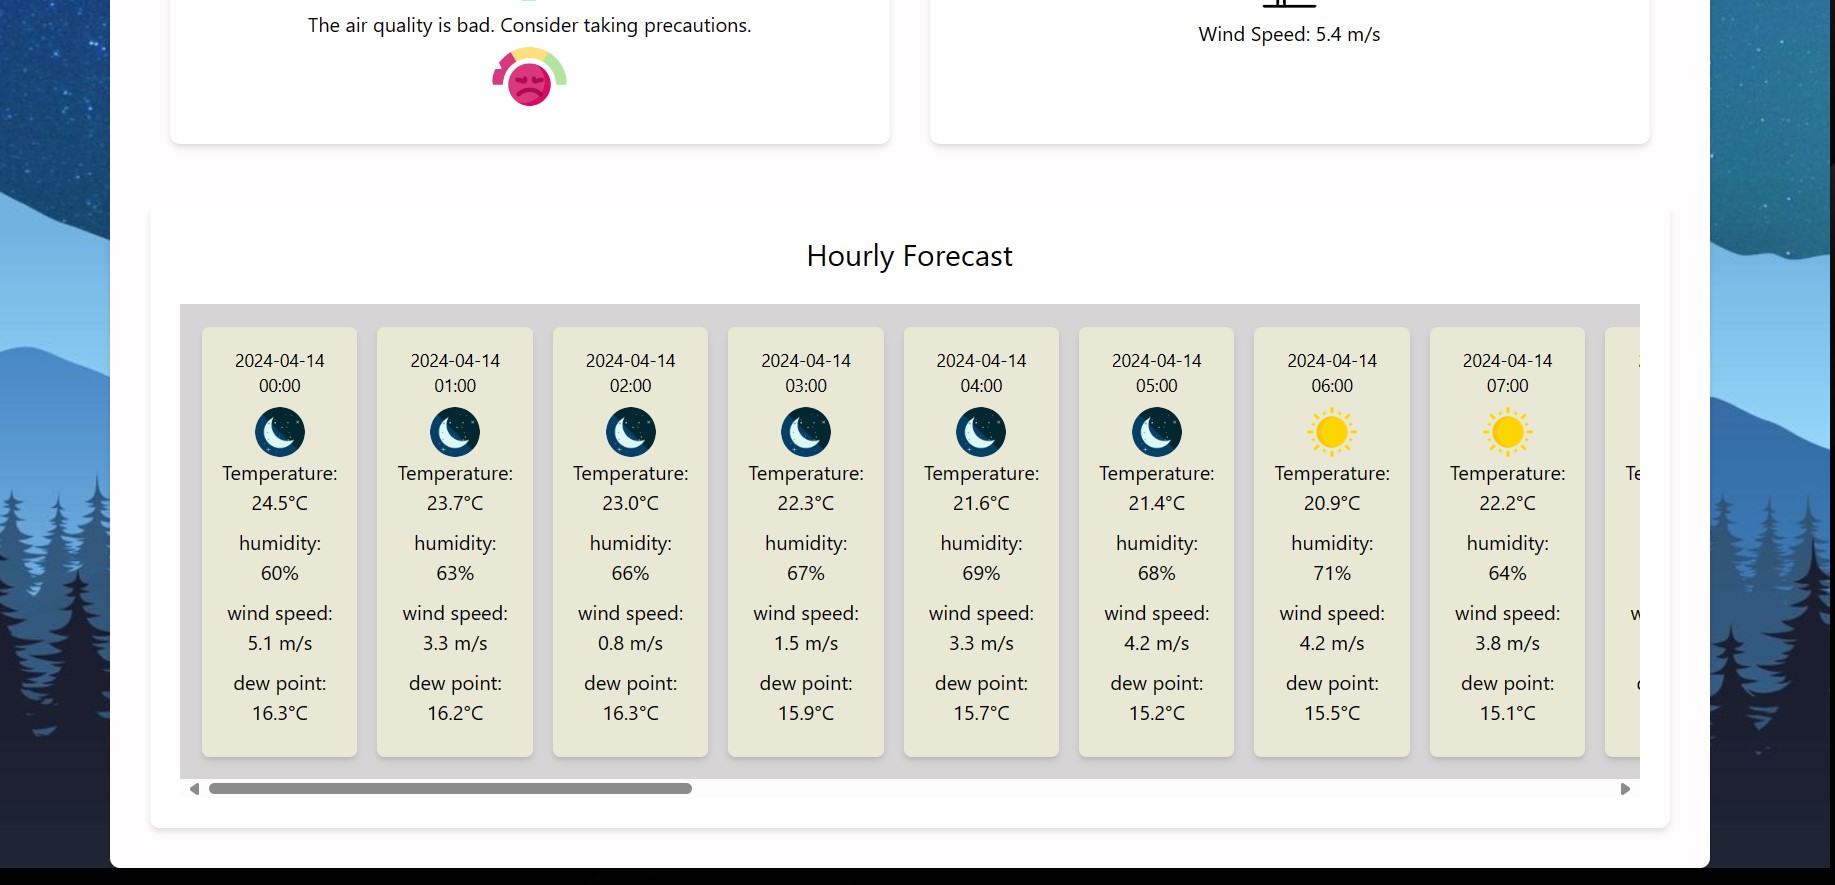 The air quality is bad. Consider taking precautions.
Wind Speed: 5.4 m/s
Hourly Forecast
2024-04-14
00:00
Temperature:
24.5°C
humidity:
60%
wind speed:
5.1 m/s
dew point:
16.3°C
2024-04-14
01:00
Temperature:
23.7°C
humidity:
63%
wind speed:
3.3 m/s
dew point:
16.2°C
2024-04-14
02:00
Temperature:
23.0°C
humidity:
66%
wind speed:
0.8 m/s
dew point:
16.3°C
2024-04-14
03:00
Temperature:
22.3°C
humidity:
67%
wind speed:
1.5 m/s
dew point:
15.9°C
2024-04-14
04:00
Temperature:
21.6°C
humidity:
69%
wind speed:
3.3 m/s
dew point:
15.7°C
2024-04-14
05:00
Temperature:
21.4°C
humidity:
68%
wind speed:
4.2 m/s
dew point:
15.2°C
2024-04-14
06:00
Temperature:
20.9°C
humidity:
71%
wind speed:
4.2 m/s
dew point:
15.5°C
2024-04-14
07:00
Temperature:
22.2°C
humidity:
64%
wind speed:
3.8 m/s
dew point:
15.1°C